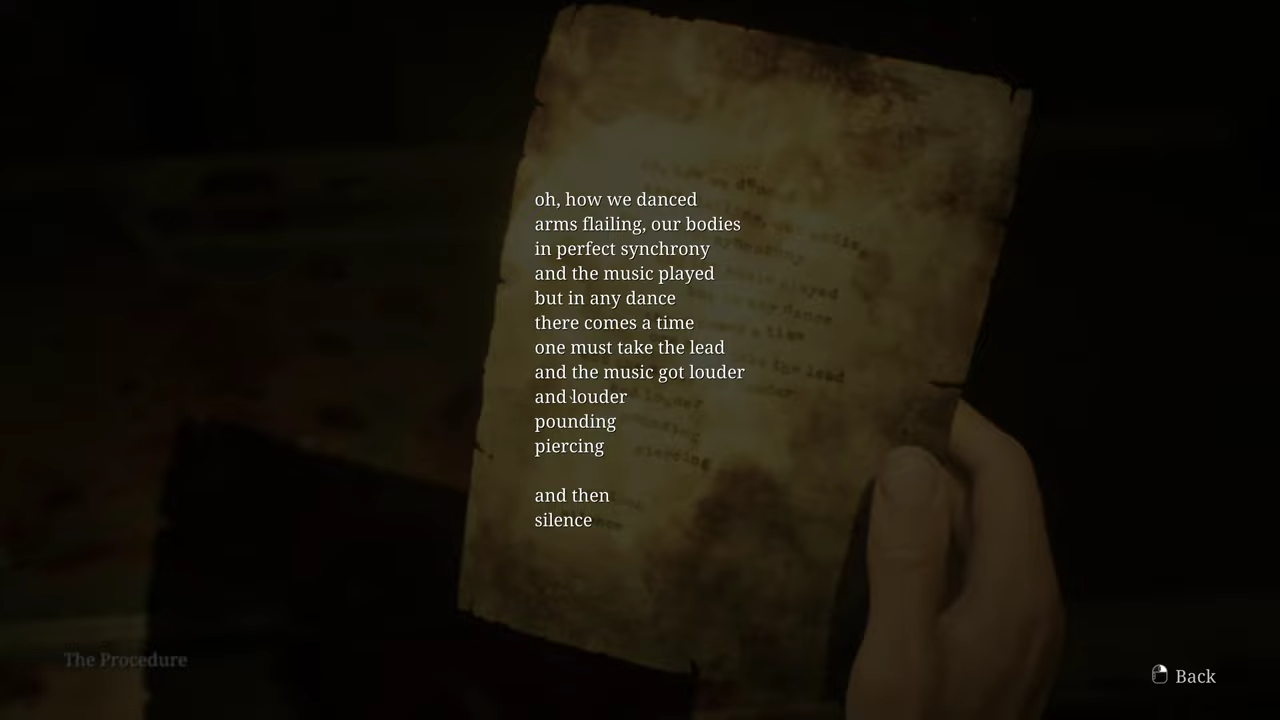 oh, how we danced
arms flailing, our bodies
in perfect synchrony
and the music played
but in any dance
there comes a time
one must take the lead
and the music got louder
and louder
pounding
piercing

and then
silence
The Procedure
Back